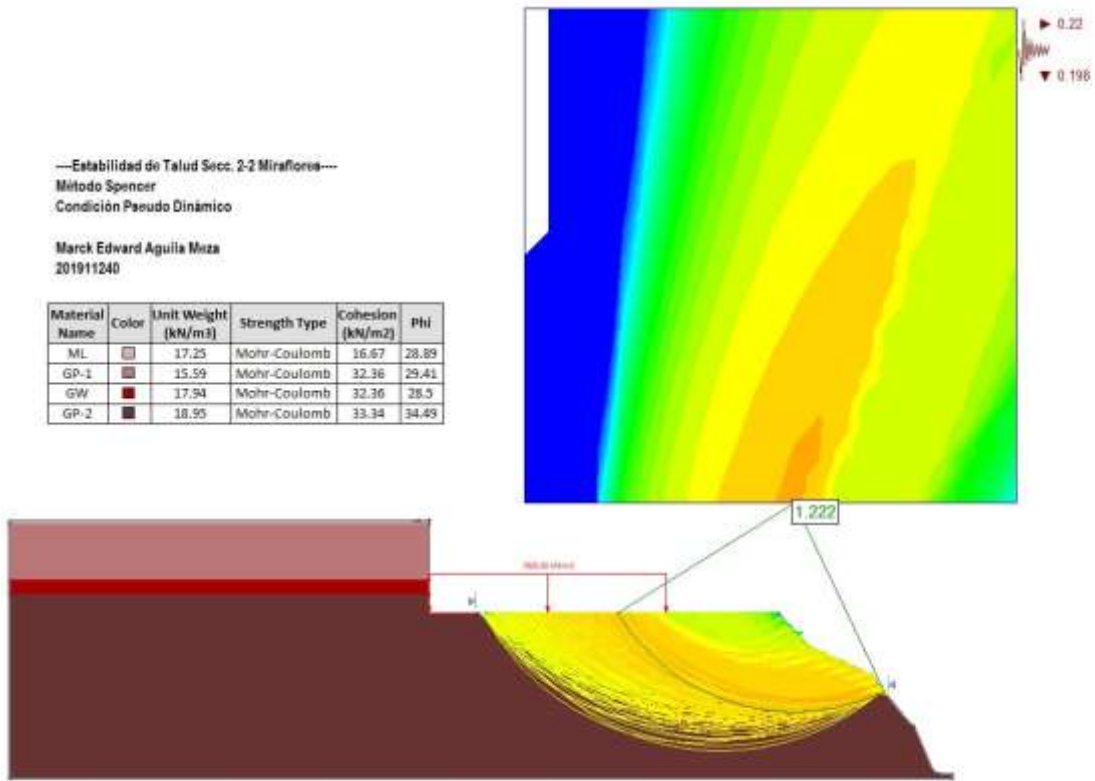 ----Estabilidad de Talud Secc. 2-2 Miraflores----
Método Spencer
Condición Pseudo Dinámico
Marck Edward Aguila Meza
201911240
Material Name Color Unit Weight (kN/m3) Strength Type Cohesion (kN/m2) Phi
ML 17.25 Mohr-Coulomb 16.67 28.89
GP-1 15.59 Mohr-Coulomb 32.36 29.41
GW 17.94 Mohr-Coulomb 32.36 28.5
GP-2 18.95 Mohr-Coulomb 33.34 34.49
0.22
0.198
1.222